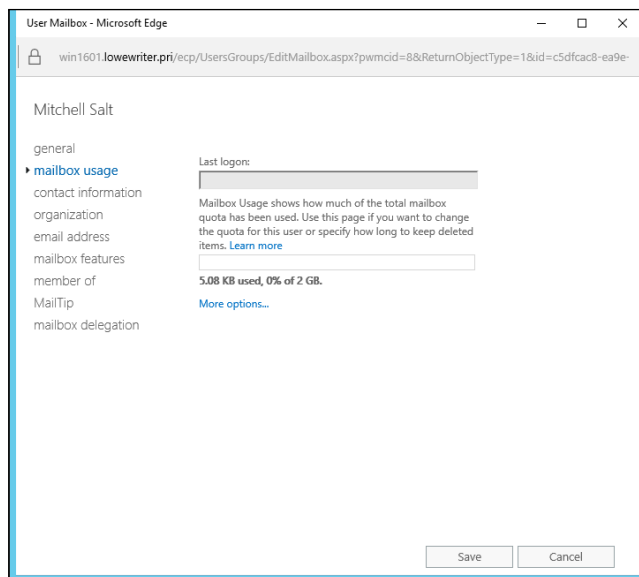 User Mailbox - Microsoft Edge
win1601.lowewriter.pri/ecp/UsersGroups/EditMailbox.aspx?pwmcid=8&ReturnObjectType=1&id=c5dfcac8-ea9e-
Mitchell Salt
general
mailbox usage
contact information
organization
email address
mailbox features
member of
MailTip
mailbox delegation
Last logon:
Mailbox Usage shows how much of the total mailbox
quota has been used. Use this page if you want to change
the quota for this user or specify how long to keep deleted
items. Learn more
5.08 KB used, 0% of 2 GB.
More options...
Save
Cancel